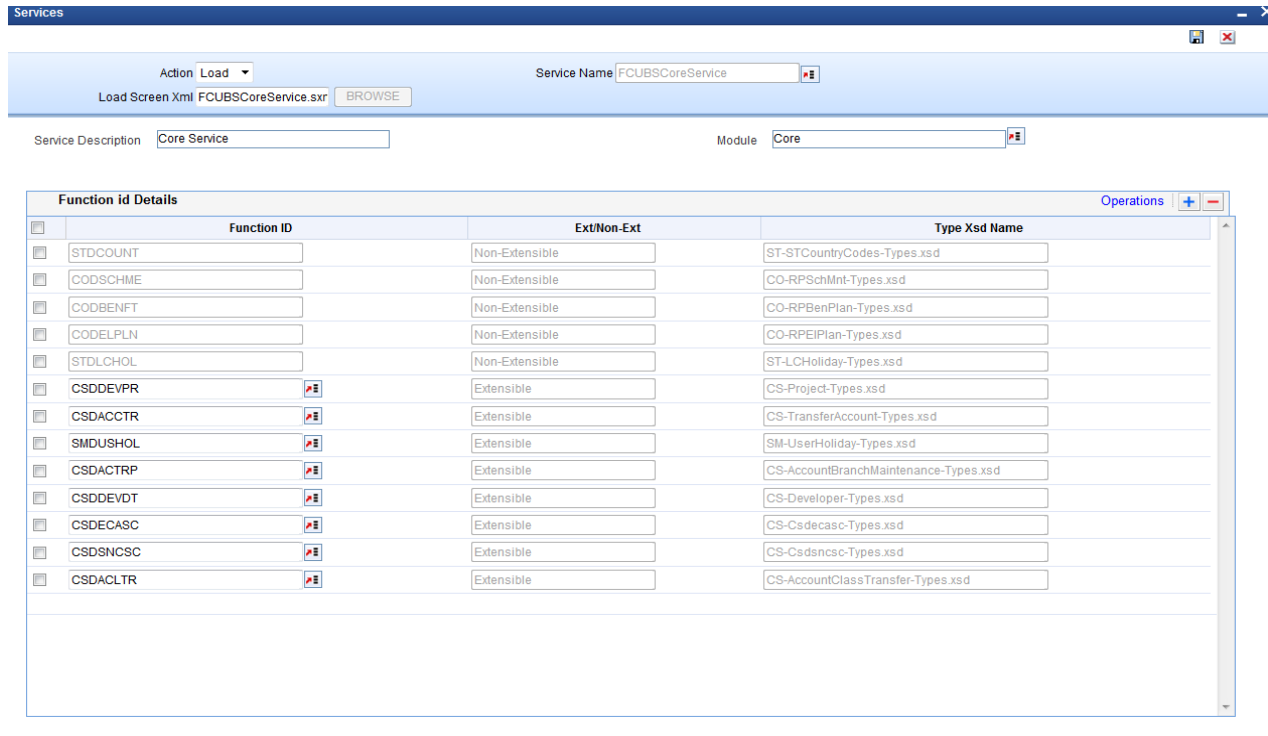 Services
Action Load Service Name FCUBSCoreService
Load Screen Xml FCUBSCoreService.sxr BROWSE
Service Description Core Service Module Core
Function id Details Operations
Function ID Ext/Non-Ext Type Xsd Name
STDCOUNT Non-Extensible ST-STCountryCodes-Types.xsd
CODSCHME Non-Extensible CO-RPSchMnt-Types.xsd
CODBENFT Non-Extensible CO-RPBenPlan-Types.xsd
CODELPLN Non-Extensible CO-RPElPlan-Types.xsd
STDLCHOL Non-Extensible ST-LCHoliday-Types.xsd
CSDDEVPR Extensible CS-Project-Types.xsd
CSDACCTR Extensible CS-TransferAccount-Types.xsd
SMDUSHOL Extensible SM-UserHoliday-Types.xsd
CSDACTRP Extensible CS-AccountBranchMaintenance-Types.xsd
CSDDEVDT Extensible CS-Developer-Types.xsd
CSDECASC Extensible CS-Csdecasc-Types.xsd
CSDSNCSC Extensible CS-Csdsncsc-Types.xsd
CSDACLTR Extensible CS-AccountClassTransfer-Types.xsd